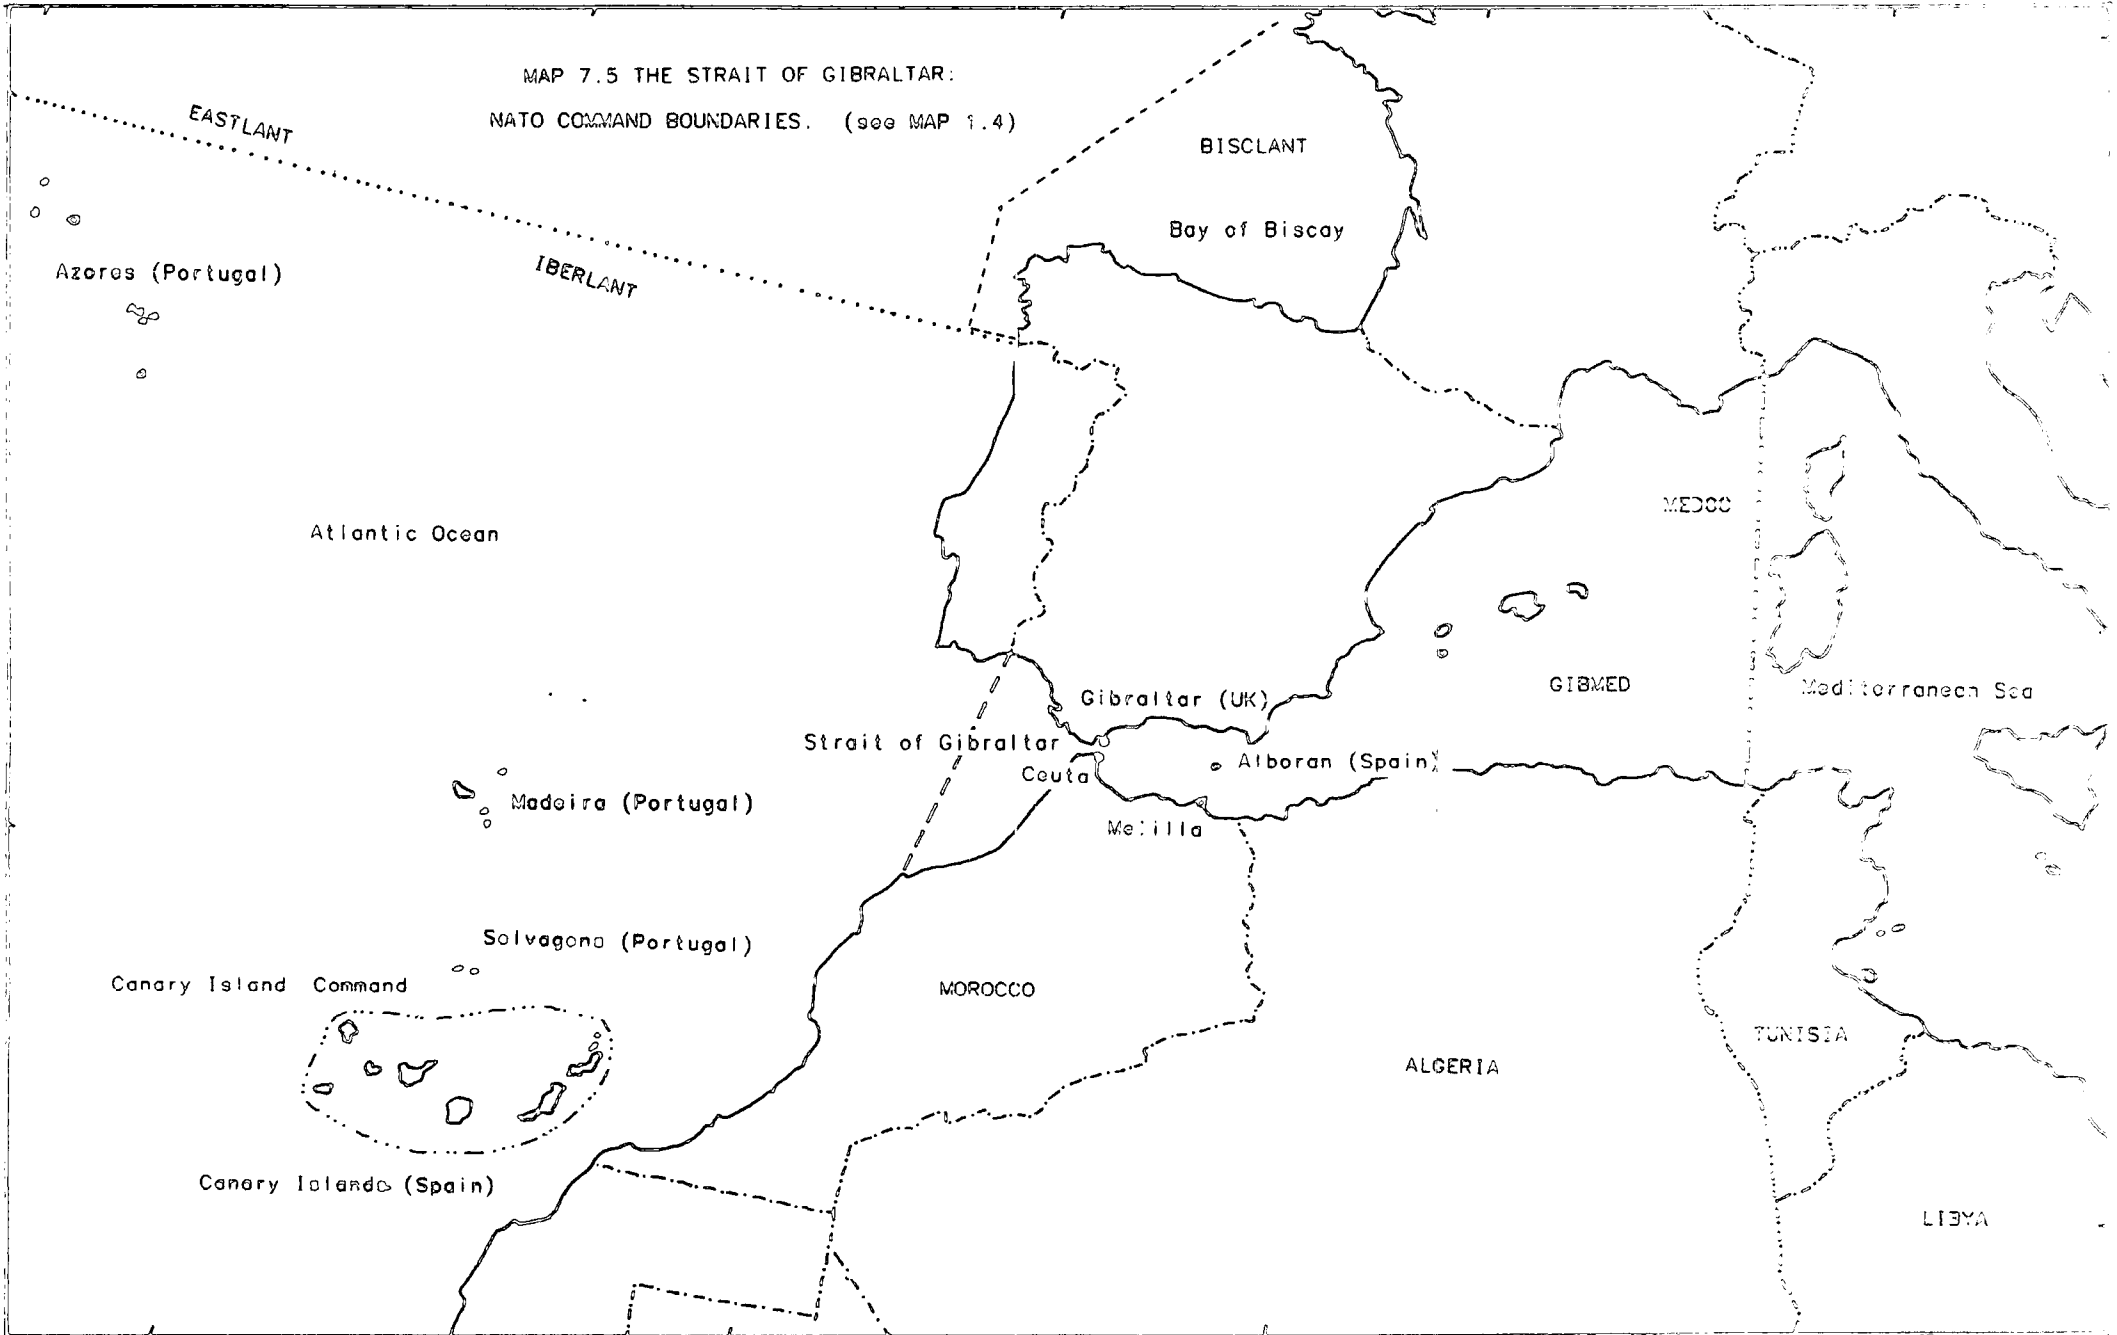 MAP 7.5 THE STRAIT OF GIBRALTAR:
NATO COMMAND BOUNDARIES. (see MAP 1.4)
EASTLANT
IBERLANT
BISCLANT
Bay of Biscay
Azores (Portugal)
Atlantic Ocean
MEDOC
GIBMED
Mediterranean Sea
Gibraltar (UK)
Strait of Gibraltar
Ceuta
Alboran (Spain)
Melilla
Madeira (Portugal)
Selvagens (Portugal)
Canary Island Command
Canary Islands (Spain)
MOROCCO
ALGERIA
TUNISIA
LIBYA